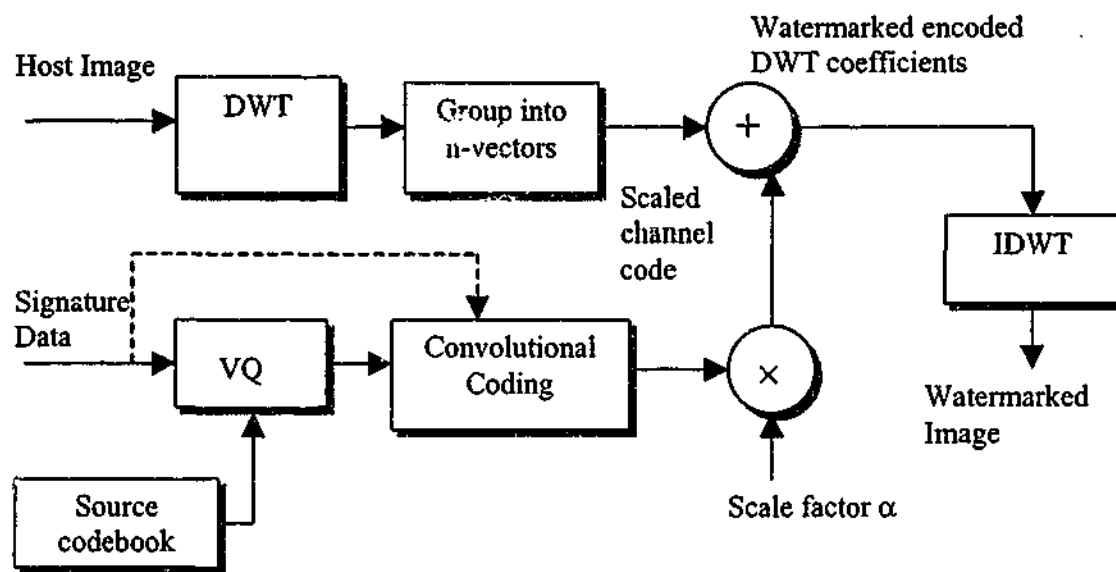 Host Image
DWT
Group into
n-vectors
+
Watermarked encoded
DWT coefficients
Scaled
channel
code
IDWT
Signature
Data
VQ
Convolutional
Coding
×
Watermarked
Image
Source
codebook
Scale factor α